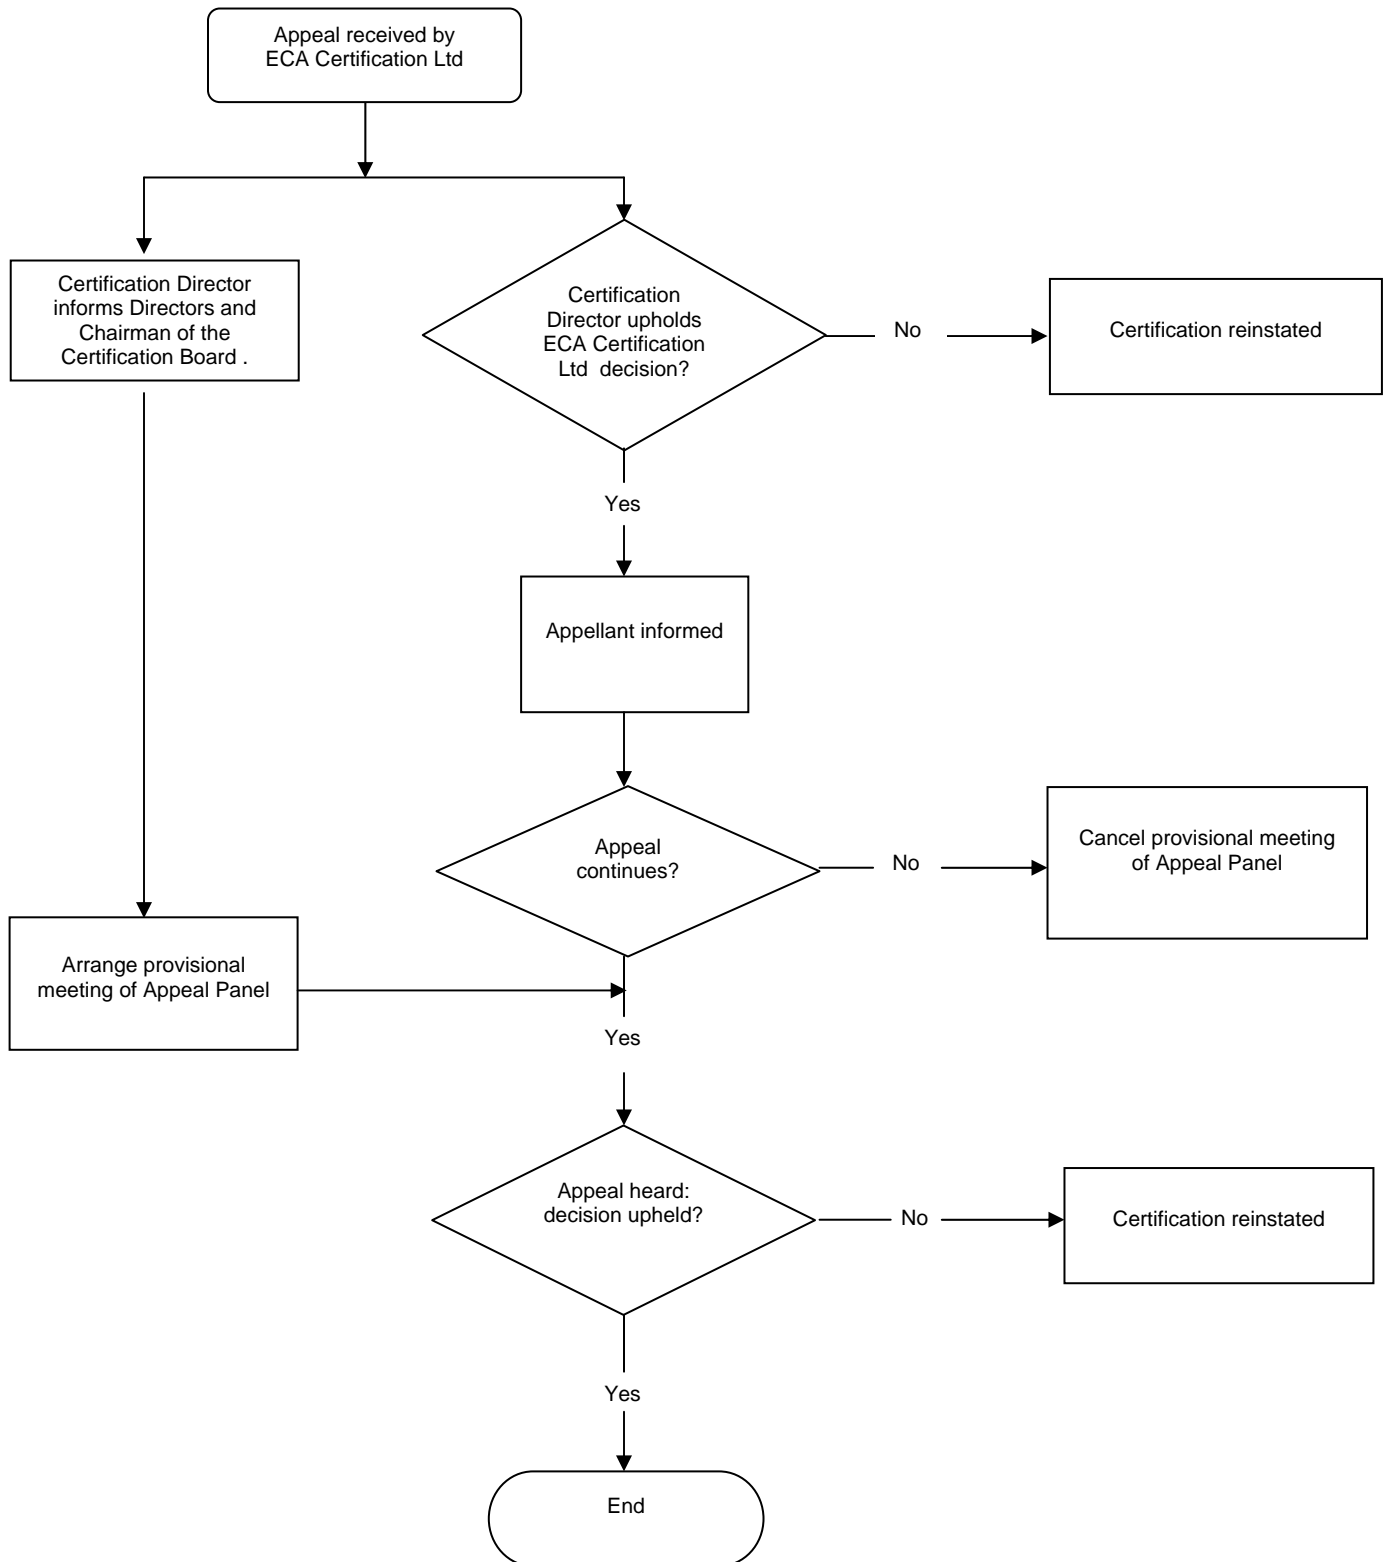 Appeal received by
ECA Certification Ltd
Certification Director
informs Directors and
Chairman of the
Certification Board .
Certification
Director upholds
ECA Certification
Ltd decision?
No
Certification reinstated
Yes
Appellant informed
Appeal
continues?
No
Cancel provisional meeting
of Appeal Panel
Arrange provisional
meeting of Appeal Panel
Yes
Appeal heard:
decision upheld?
No
Certification reinstated
Yes
End